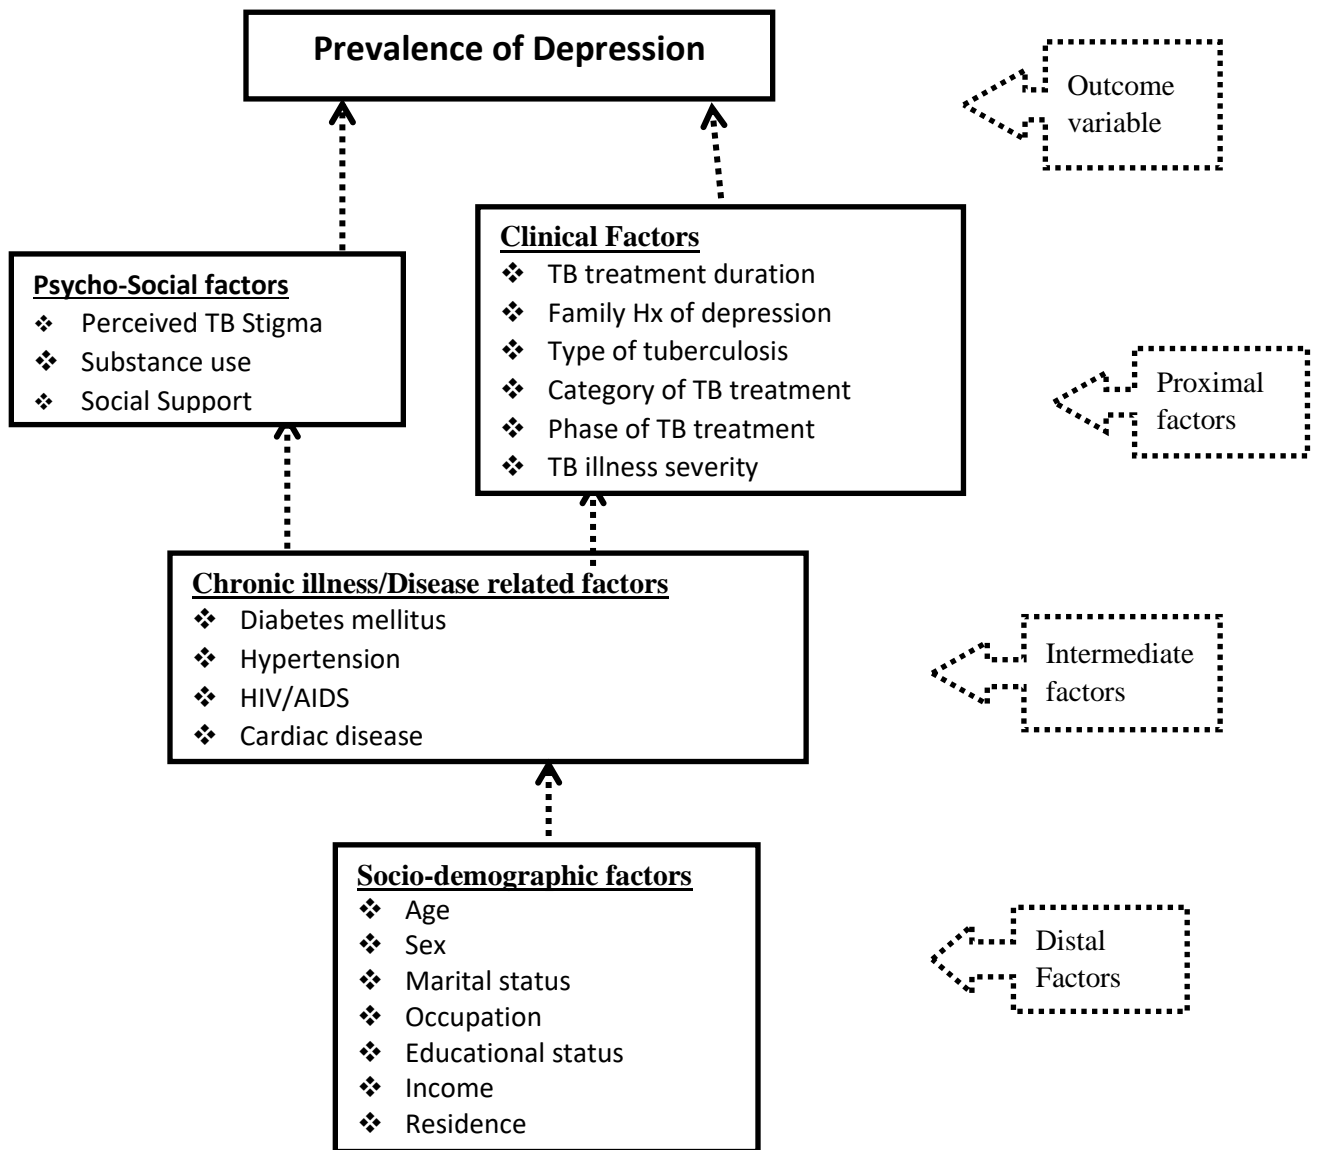 Prevalence of Depression
Outcome
variable
Psycho-Social factors
❖ Perceived TB Stigma
❖ Substance use
❖ Social Support
Clinical Factors
❖ TB treatment duration
❖ Family Hx of depression
❖ Type of tuberculosis
❖ Category of TB treatment
❖ Phase of TB treatment
❖ TB illness severity
Proximal
factors
Chronic illness/Disease related factors
❖ Diabetes mellitus
❖ Hypertension
❖ HIV/AIDS
❖ Cardiac disease
Intermediate
factors
Socio-demographic factors
❖ Age
❖ Sex
❖ Marital status
❖ Occupation
❖ Educational status
❖ Income
❖ Residence
Distal
Factors